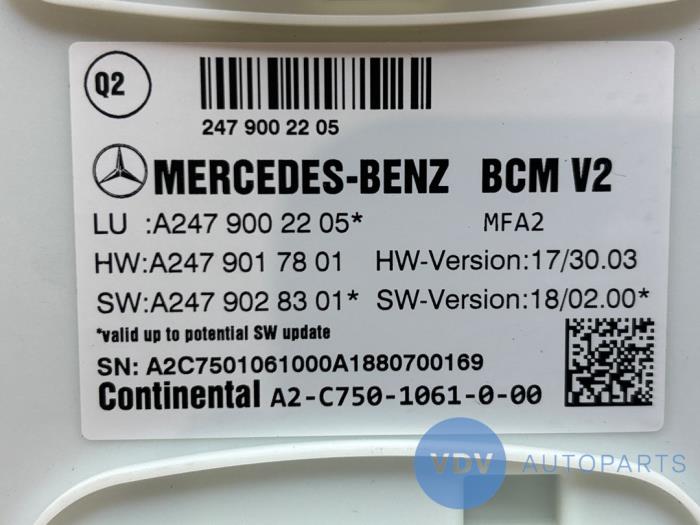 Q2
247 900 22 05
MERCEDES-BENZ BCM V2
LU :A247 900 22 05* MFA2
HW:A247 901 78 01 HW-Version:17/30.03
SW:A247 902 83 01* SW-Version:18/02.00*
*valid up to potential SW update
SN: A2C7501061000A1880700169
Continental A2-C750-1061-0-00
VDV AUTOPARTS